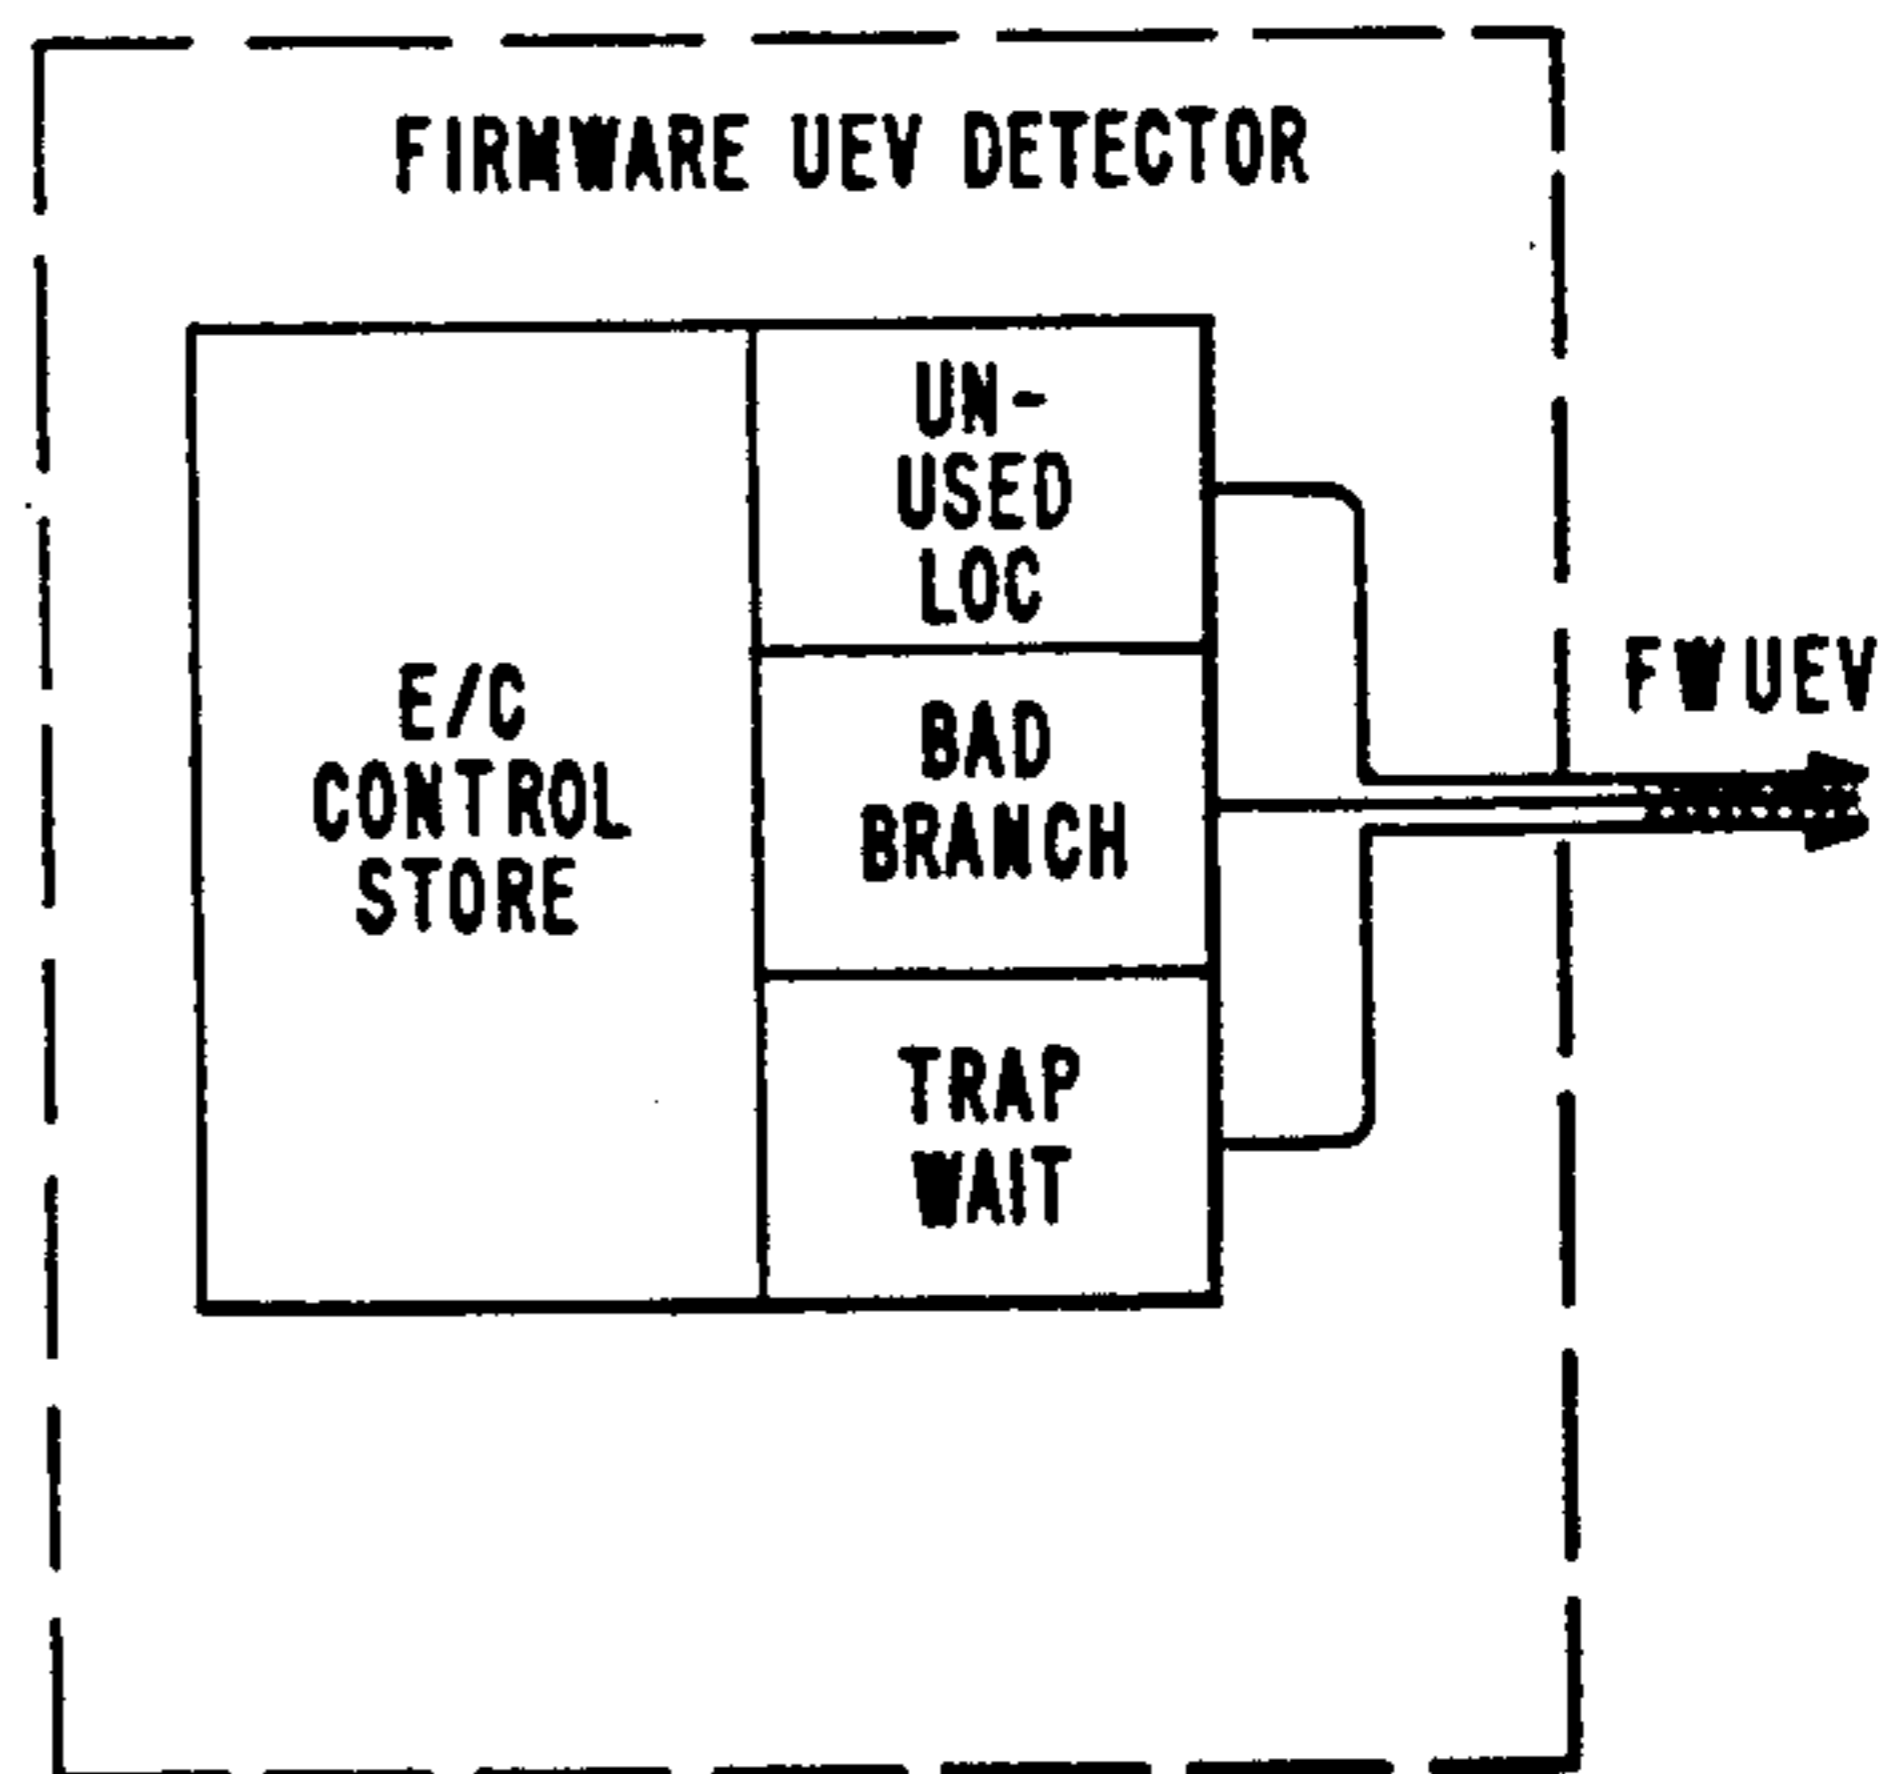 FIRMWARE UEV DETECTOR
UN-
USED
LOC
E/C
CONTROL
STORE
BAD
BRANCH
TRAP
WAIT
FWUEV